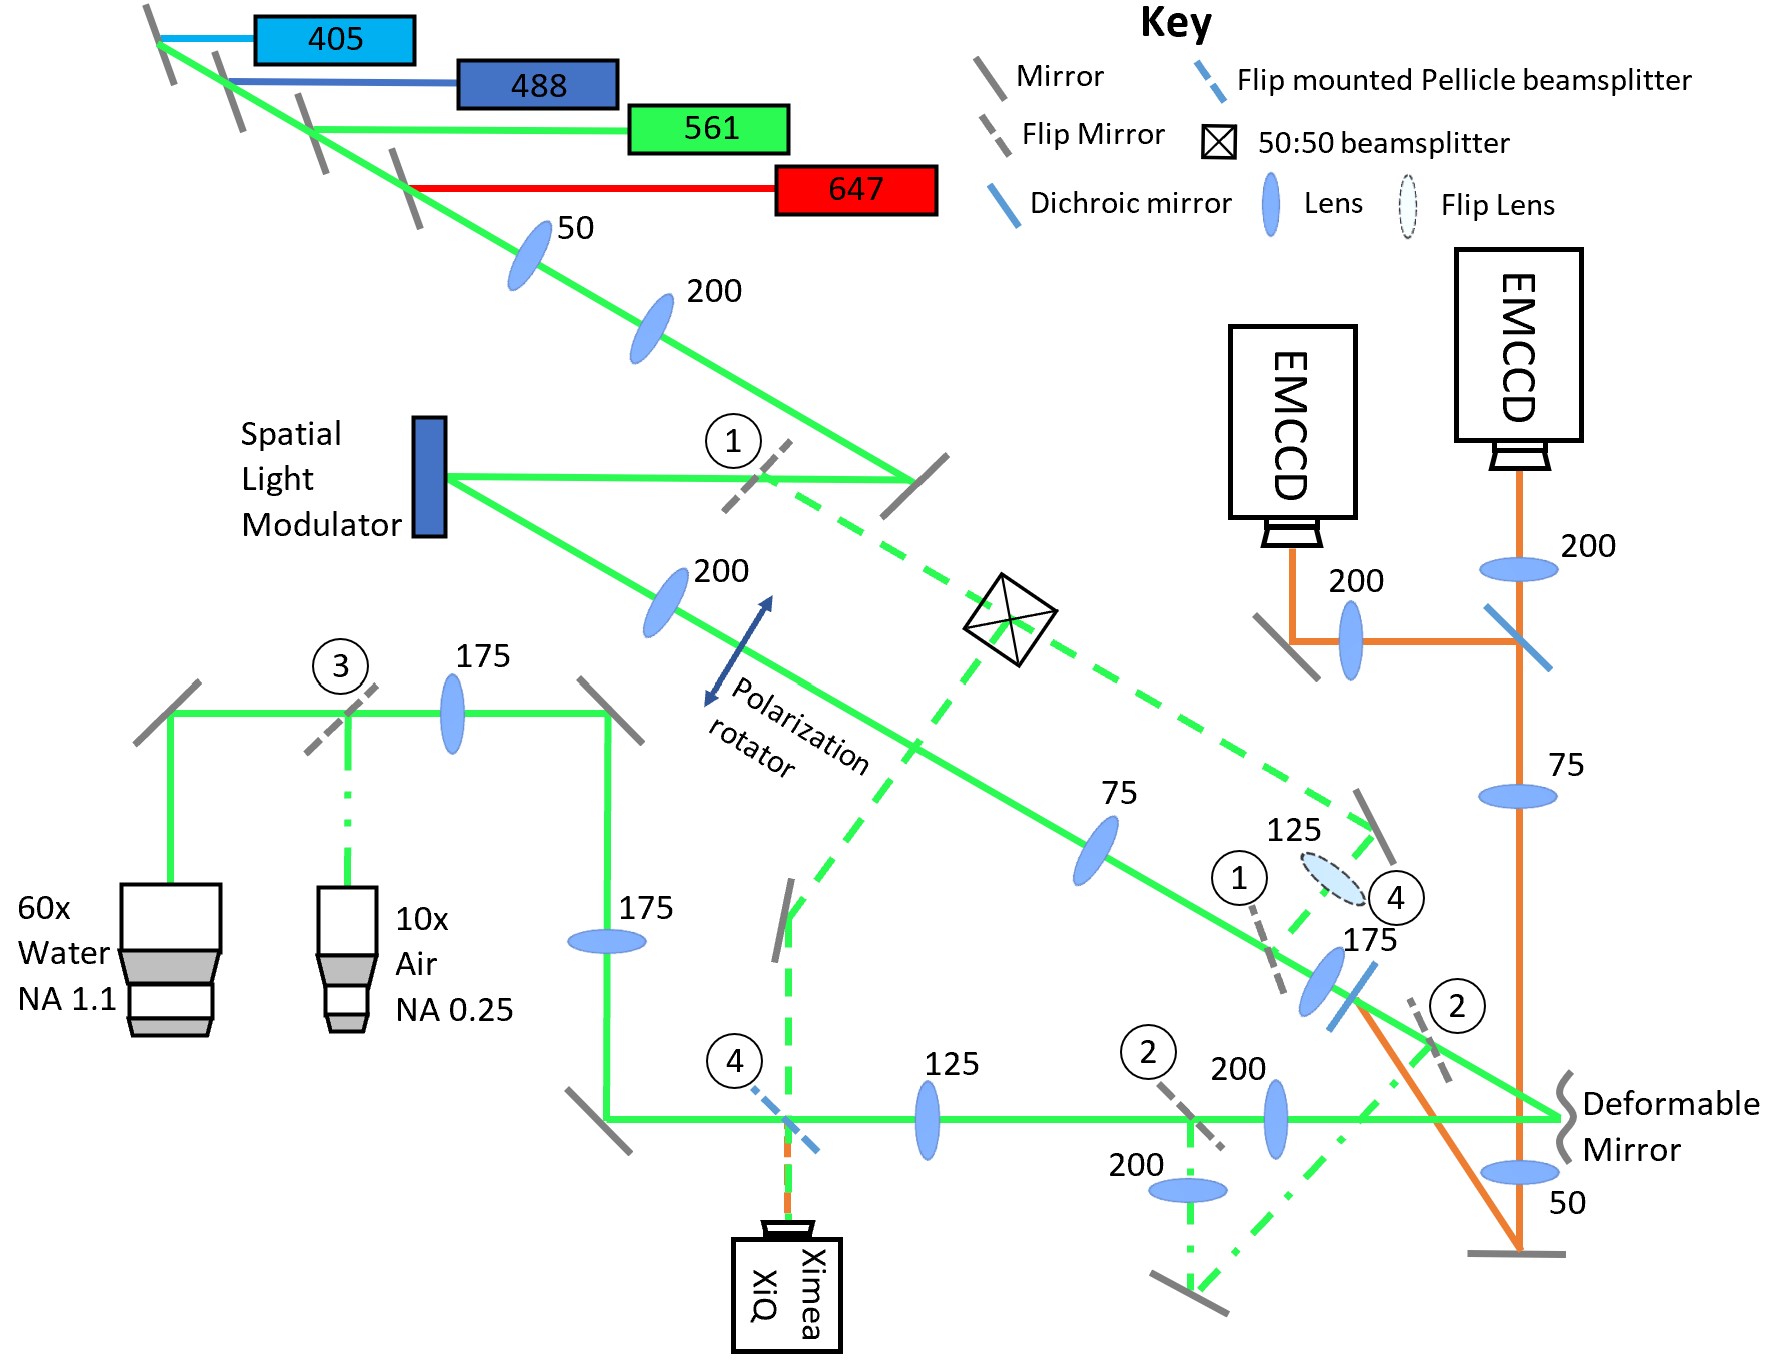 Key
Mirror
Flip mounted Pellicle beamsplitter
Flip Mirror
50:50 beamsplitter
Dichroic mirror
Lens
Flip Lens
405
488
561
647
50
200
EMCCD
EMCCD
Spatial
Light
Modulator
1
200
200
200
Polarization
rotator
3
175
75
75
125
1
4
175
2
60x
Water
NA 1.1
10x
Air
NA 0.25
175
4
125
2
200
Deformable
Mirror
200
50
Ximea
XiQ